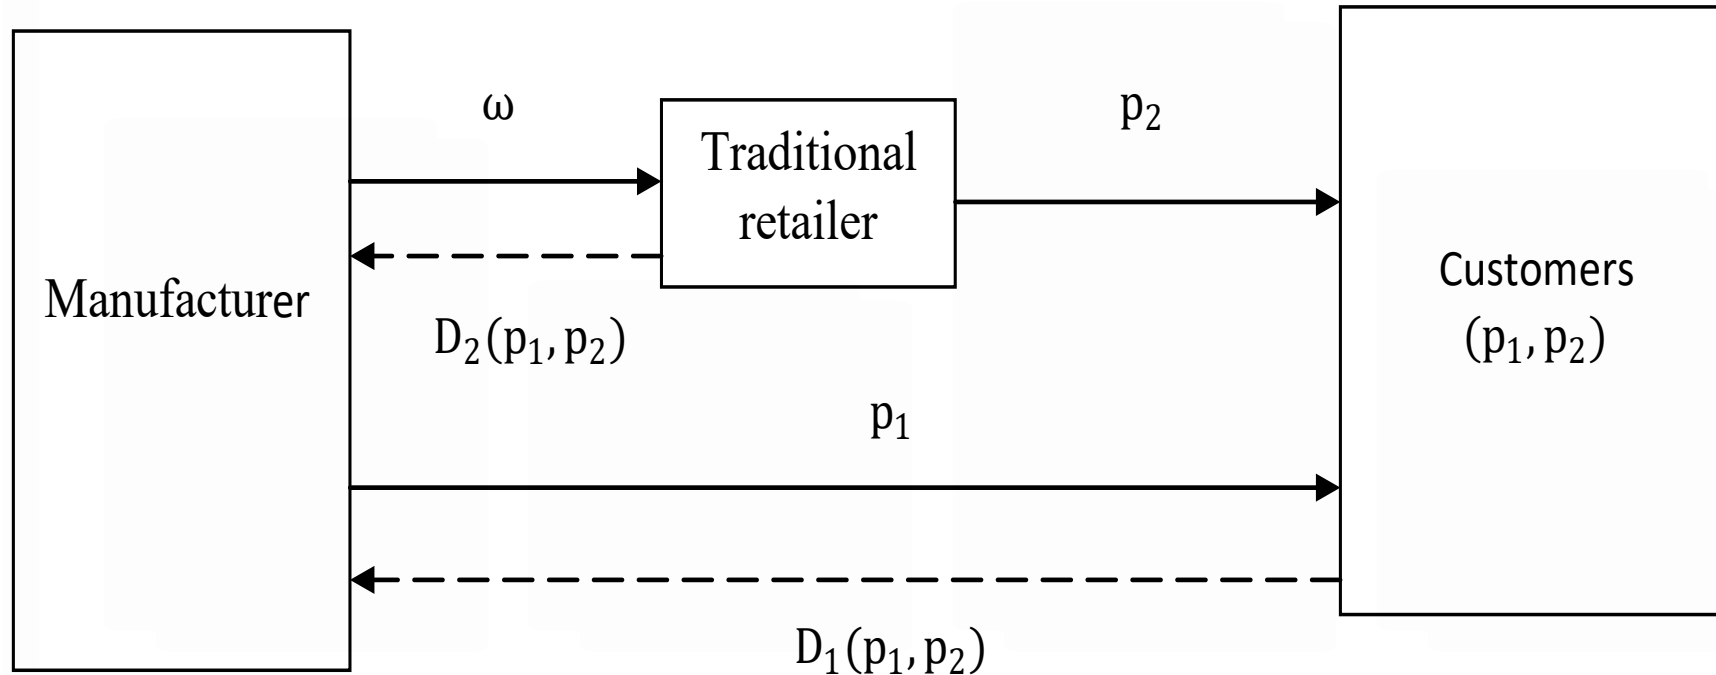 ω
p₂
Traditional
retailer
Manufacturer
D₂(p₁, p₂)
Customers
(p₁, p₂)
p₁
D₁(p₁, p₂)